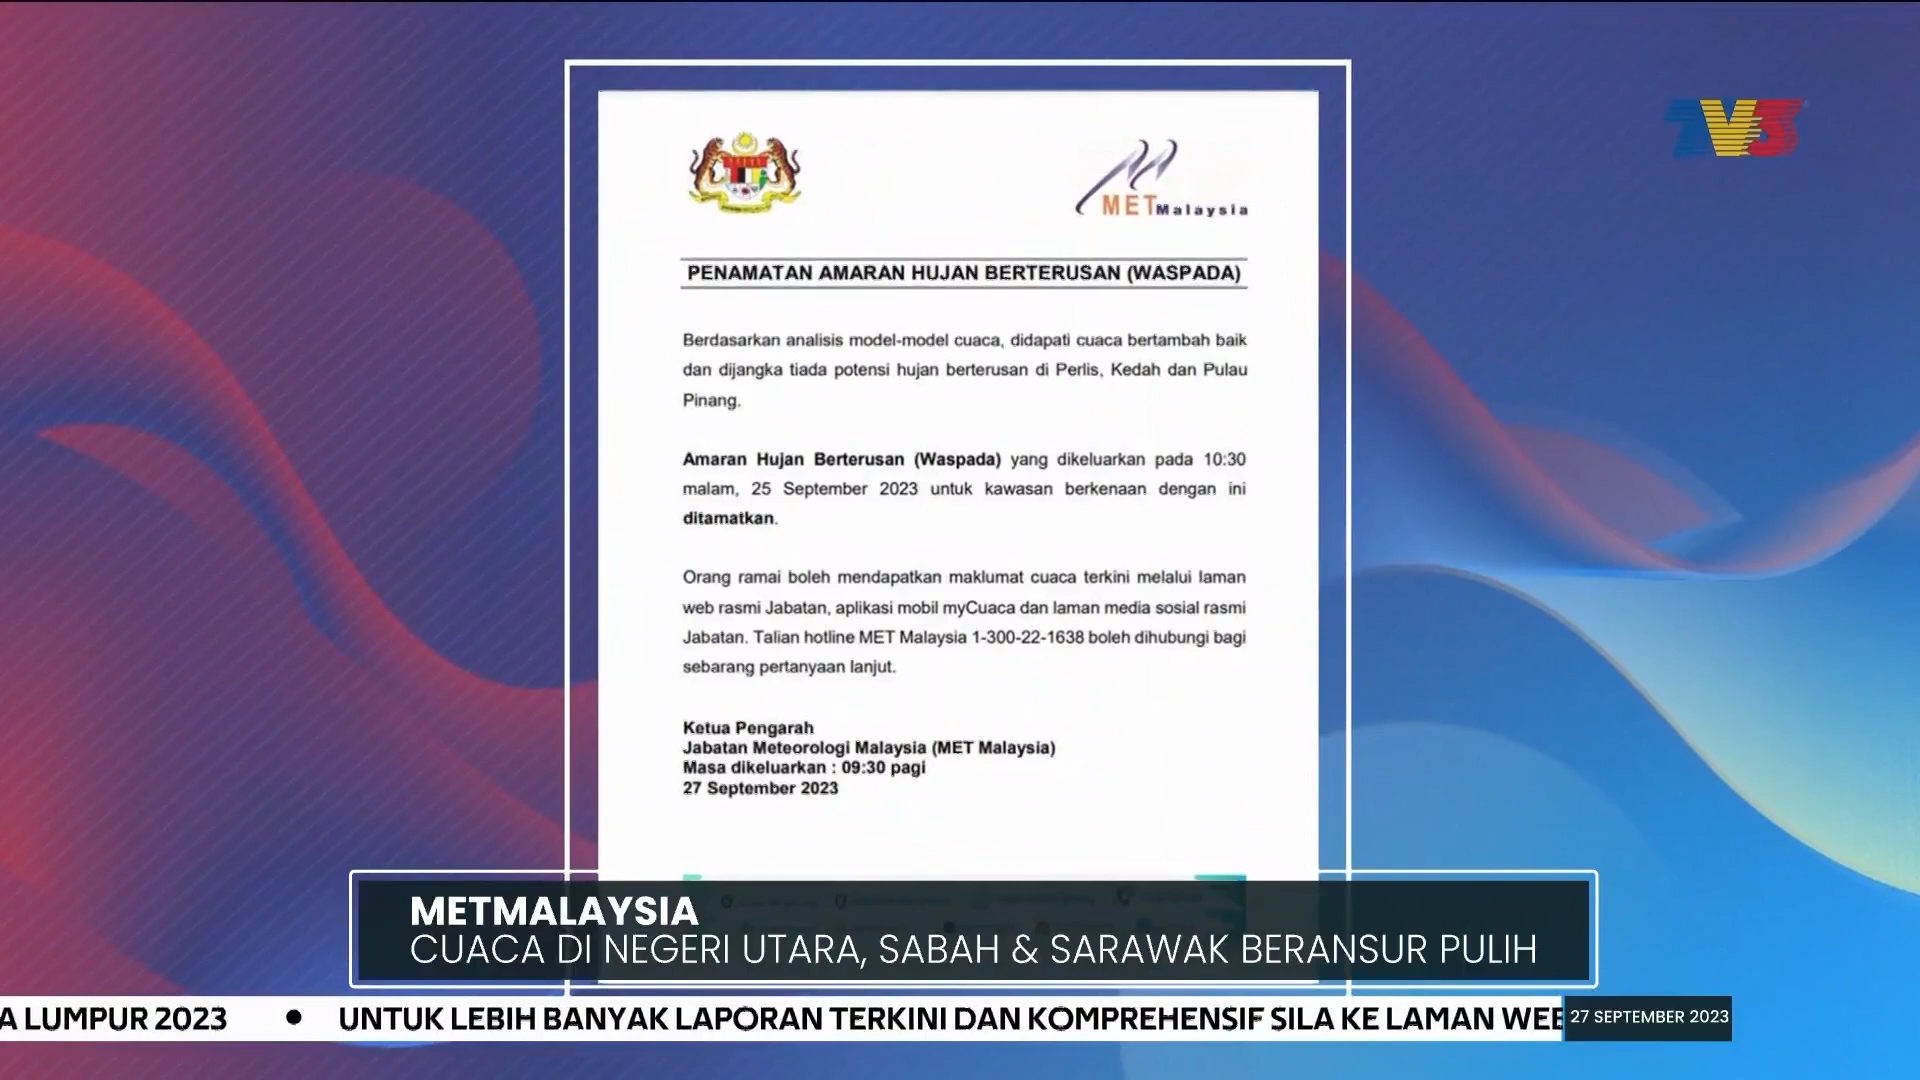 TV3
MET Malaysia
PENAMATAN AMARAN HUJAN BERTERUSAN (WASPADA)
Berdasarkan analisis model-model cuaca, didapati cuaca bertambah baik
dan dijangka tiada potensi hujan berterusan di Perlis, Kedah dan Pulau
Pinang.
Amaran Hujan Berterusan (Waspada) yang dikeluarkan pada 10:30
malam, 25 September 2023 untuk kawasan berkenaan dengan ini
ditamatkan.
Orang ramai boleh mendapatkan maklumat cuaca terkini melalui laman
web rasmi Jabatan, aplikasi mobil myCuaca dan laman media sosial rasmi
Jabatan. Talian hotline MET Malaysia 1-300-22-1638 boleh dihubungi bagi
sebarang pertanyaan lanjut.
Ketua Pengarah
Jabatan Meteorologi Malaysia (MET Malaysia)
Masa dikeluarkan : 09:30 pagi
27 September 2023
METMALAYSIA
CUACA DI NEGERI UTARA, SABAH & SARAWAK BERANSUR PULIH
A LUMPUR 2023 • UNTUK LEBIH BANYAK LAPORAN TERKINI DAN KOMPREHENSIF SILA KE LAMAN WEB
27 SEPTEMBER 2023